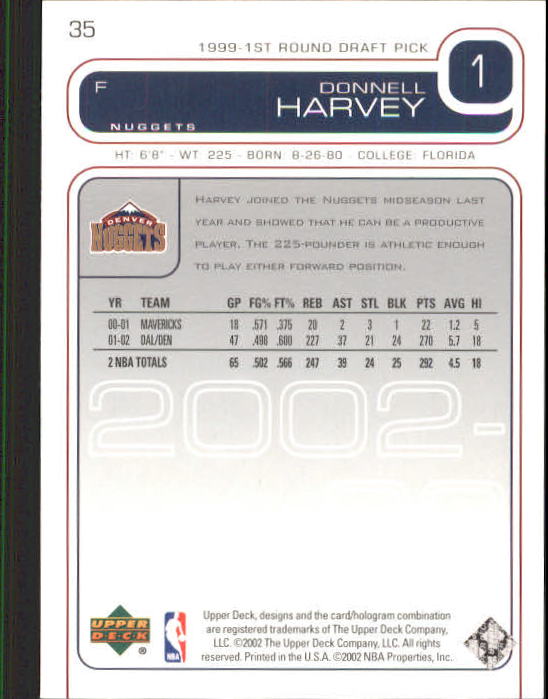 35
1999-1ST ROUND DRAFT PICK
1
F
DONNELL
HARVEY
NUGGETS
HT: 6'8" - WT: 225 - BORN: 8-26-80 - COLLEGE: FLORIDA
DENVER
NUGGETS
HARVEY JOINED THE NUGGETS MIDSEASON LAST
YEAR AND SHOWED THAT HE CAN BE A PRODUCTIVE
PLAYER. THE 225-POUNDER IS ATHLETIC ENOUGH
TO PLAY EITHER FORWARD POSITION.
YR TEAM GP FG% FT% REB AST STL BLK PTS AVG HI
00-01 MAVERICKS 18 .571 .375 20 2 3 1 22 1.2 5
01-02 DAL/DEN 47 .498 .600 227 37 21 24 270 5.7 18
2 NBA TOTALS 65 .502 .566 247 39 24 25 292 4.5 18
2002-
UPPER
DECK
®
NBA
Upper Deck, designs and the card/hologram combination
are registered trademarks of The Upper Deck Company,
LLC. ©2002 The Upper Deck Company, LLC. All rights
reserved. Printed in the U.S.A. ©2002 NBA Properties, Inc.